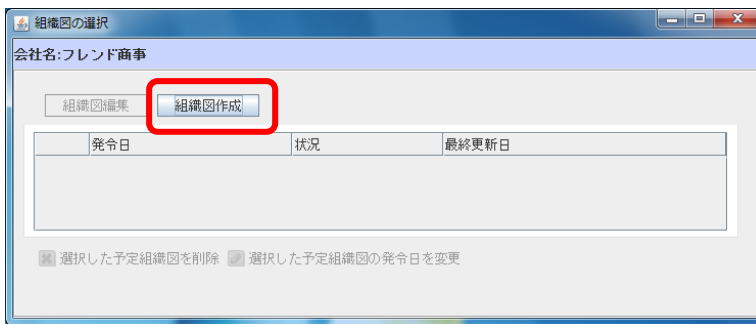 組織図の選択
会社名:フレンド商事
組織図編集 組織図作成
発令日 状況 最終更新日
選択した予定組織図を削除 選択した予定組織図の発令日を変更